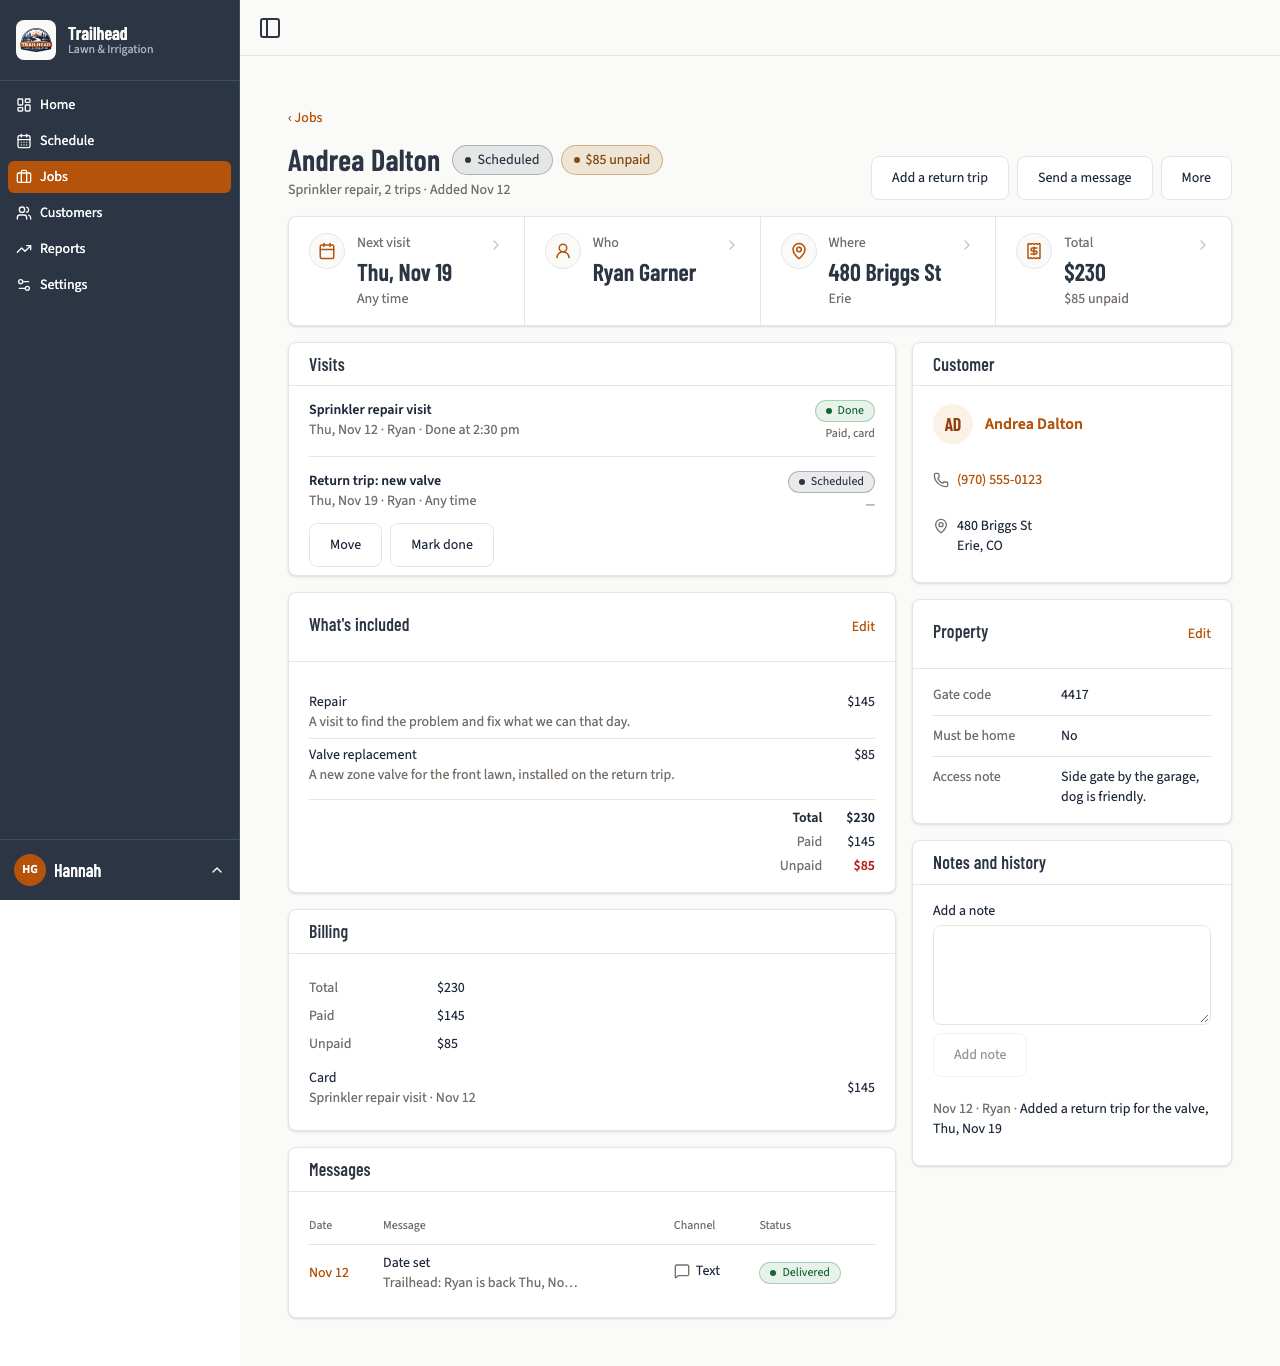 TRAILHEAD
Trailhead
Lawn & Irrigation
Home
Schedule
Jobs
Customers
Reports
Settings
HG
Hannah
‹ Jobs
Andrea Dalton
Scheduled
$85 unpaid
Sprinkler repair, 2 trips · Added Nov 12
Add a return trip
Send a message
More
Next visit
Thu, Nov 19
Any time
Who
Ryan Garner
Where
480 Briggs St
Erie
Total
$230
$85 unpaid
Visits
Sprinkler repair visit
Done
Thu, Nov 12 · Ryan · Done at 2:30 pm
Paid, card
Return trip: new valve
Scheduled
Thu, Nov 19 · Ryan · Any time
—
Move
Mark done
What's included
Edit
Repair
$145
A visit to find the problem and fix what we can that day.
Valve replacement
$85
A new zone valve for the front lawn, installed on the return trip.
Total $230
Paid $145
Unpaid $85
Billing
Total $230
Paid $145
Unpaid $85
Card
Sprinkler repair visit · Nov 12
$145
Messages
Date Message Channel Status
Nov 12
Date set
Trailhead: Ryan is back Thu, No…
Text
Delivered
Customer
AD
Andrea Dalton
(970) 555-0123
480 Briggs St
Erie, CO
Property
Edit
Gate code 4417
Must be home No
Access note Side gate by the garage,
dog is friendly.
Notes and history
Add a note
Add note
Nov 12 · Ryan · Added a return trip for the valve,
Thu, Nov 19